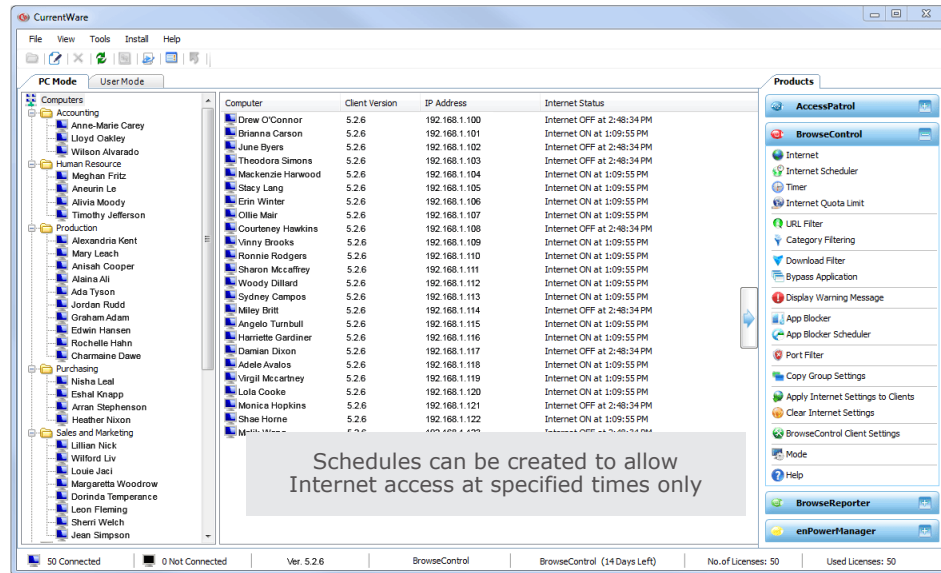 CurrentWare
File View Tools Install Help
PC Mode User Mode
Computers
Accounting
Anne-Marie Carey
Lloyd Oakley
Wilson Alvarado
Human Resource
Meghan Fritz
Aneurin Le
Alivia Moody
Timothy Jefferson
Production
Alexandria Kent
Mary Leach
Anisah Cooper
Alaina Ali
Ada Tyson
Jordan Rudd
Graham Adam
Edwin Hansen
Rochelle Hahn
Charmaine Dawe
Purchasing
Nisha Leal
Eshal Knapp
Arran Stephenson
Heather Nixon
Sales and Marketing
Lillian Nick
Wilford Liv
Louie Jaci
Margaretta Woodrow
Dorinda Temperance
Leon Fleming
Sherri Welch
Jean Simpson
Computer Client Version IP Address Internet Status
Drew O'Connor 5.2.6 192.168.1.100 Internet OFF at 2:48:34 PM
Brianna Carson 5.2.6 192.168.1.101 Internet ON at 1:09:55 PM
June Byers 5.2.6 192.168.1.102 Internet OFF at 2:48:34 PM
Theodora Simons 5.2.6 192.168.1.103 Internet OFF at 2:48:34 PM
Mackenzie Harwood 5.2.6 192.168.1.104 Internet ON at 1:09:55 PM
Stacy Lang 5.2.6 192.168.1.105 Internet ON at 1:09:55 PM
Erin Winter 5.2.6 192.168.1.106 Internet ON at 1:09:55 PM
Ollie Mair 5.2.6 192.168.1.107 Internet ON at 1:09:55 PM
Courteney Hawkins 5.2.6 192.168.1.108 Internet OFF at 2:48:34 PM
Vinny Brooks 5.2.6 192.168.1.109 Internet ON at 1:09:55 PM
Ronnie Rodgers 5.2.6 192.168.1.110 Internet ON at 1:09:55 PM
Sharon Mccaffrey 5.2.6 192.168.1.111 Internet ON at 1:09:55 PM
Woody Dillard 5.2.6 192.168.1.112 Internet ON at 1:09:55 PM
Sydney Campos 5.2.6 192.168.1.113 Internet ON at 1:09:55 PM
Miley Britt 5.2.6 192.168.1.114 Internet OFF at 2:48:34 PM
Angelo Turnbull 5.2.6 192.168.1.115 Internet ON at 1:09:55 PM
Harriette Gardiner 5.2.6 192.168.1.116 Internet ON at 1:09:55 PM
Damian Dixon 5.2.6 192.168.1.117 Internet OFF at 2:48:34 PM
Adele Avalos 5.2.6 192.168.1.118 Internet ON at 1:09:55 PM
Virgil Mccartney 5.2.6 192.168.1.119 Internet ON at 1:09:55 PM
Lola Cooke 5.2.6 192.168.1.120 Internet ON at 1:09:55 PM
Monica Hopkins 5.2.6 192.168.1.121 Internet OFF at 2:48:34 PM
Shae Horne 5.2.6 192.168.1.122 Internet ON at 1:09:55 PM
Schedules can be created to allow
Internet access at specified times only
Products
AccessPatrol
BrowseControl
Internet
Internet Scheduler
Timer
Internet Quota Limit
URL Filter
Category Filtering
Download Filter
Bypass Application
Display Warning Message
App Blocker
App Blocker Scheduler
Port Filter
Copy Group Settings
Apply Internet Settings to Clients
Clear Internet Settings
BrowseControl Client Settings
Mode
Help
BrowseReporter
enPowerManager
50 Connected 0 Not Connected Ver. 5.2.6 BrowseControl BrowseControl (14 Days Left) No.of Licenses: 50 Used Licenses: 50